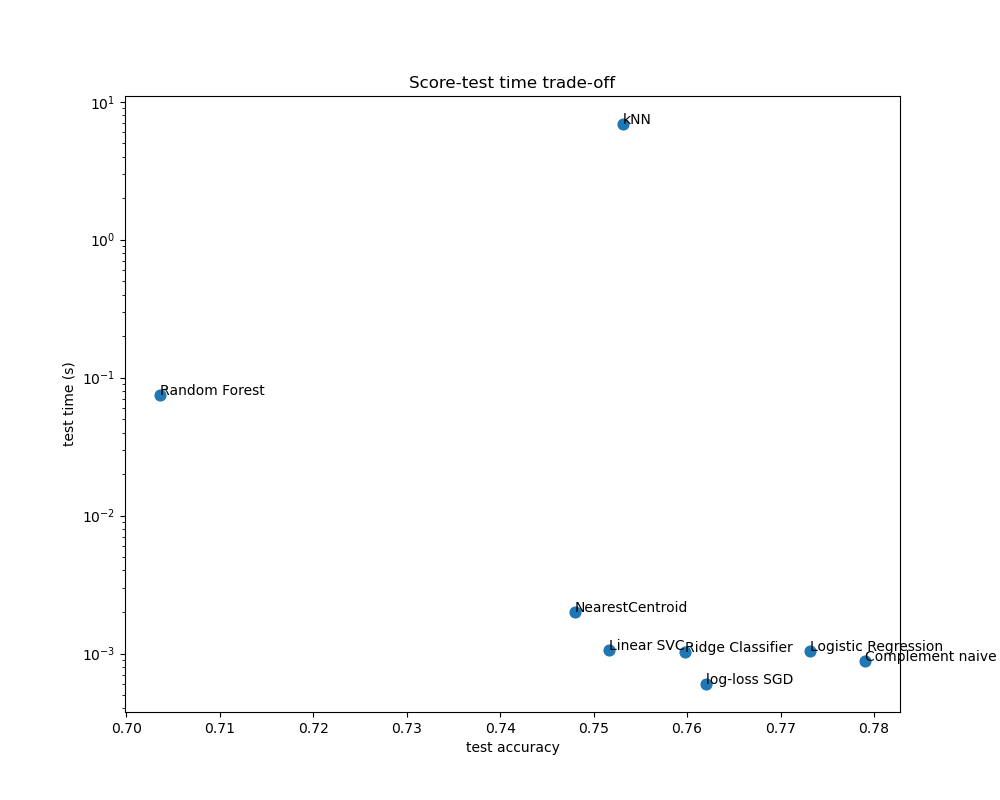 Score-test time trade-off
10¹
kNN
10⁰
test time (s)
10⁻¹
Random Forest
10⁻²
NearestCentroid
10⁻³
Linear SVC
Ridge Classifier
Logistic Regression
Complement naive
log-loss SGD
0.70 0.71 0.72 0.73 0.74 0.75 0.76 0.77 0.78
test accuracy